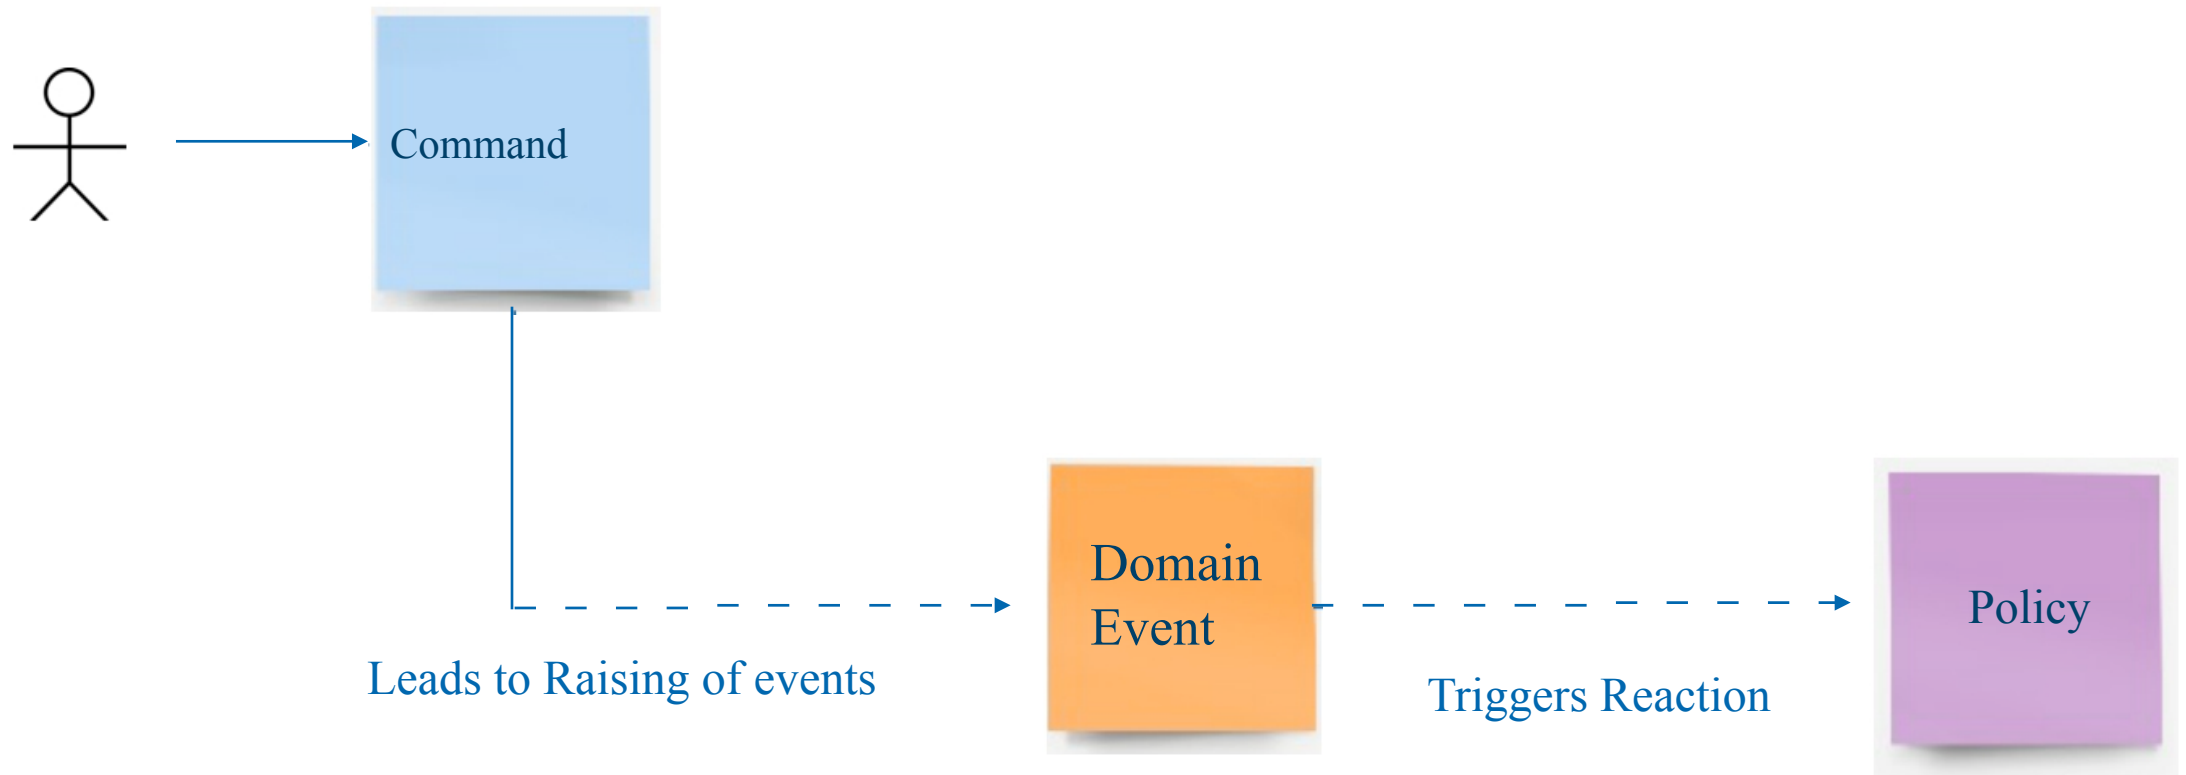 Command
Domain
Event
Policy
Leads to Raising of events
Triggers Reaction